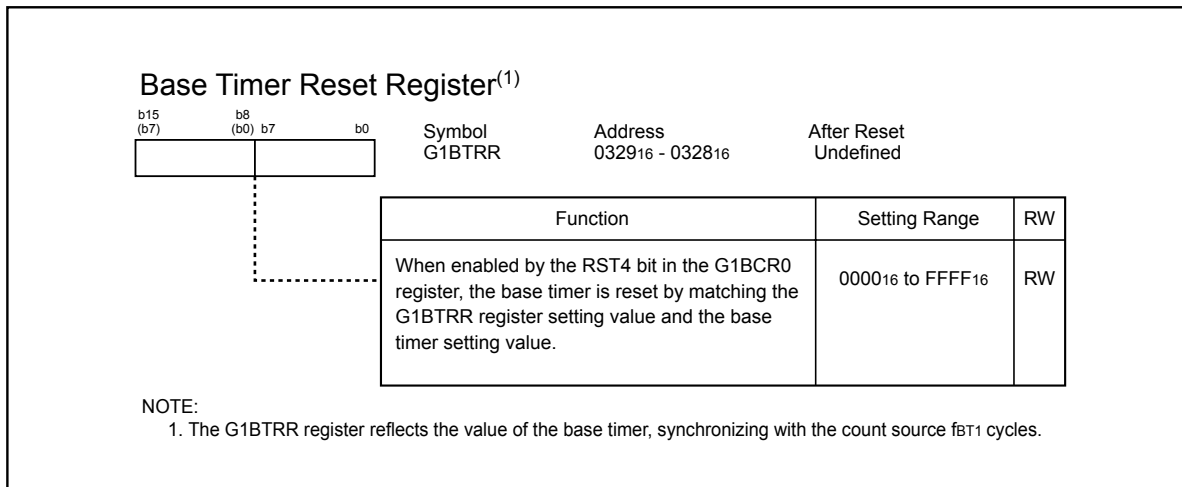 Base Timer Reset Register(1)
b15 b8
(b7) (b0) b7 b0
Symbol Address After Reset
G1BTRR 032916 - 032816 Undefined
Function Setting Range RW
When enabled by the RST4 bit in the G1BCR0
register, the base timer is reset by matching the
G1BTRR register setting value and the base
timer setting value.
000016 to FFFF16 RW
NOTE:
1. The G1BTRR register reflects the value of the base timer, synchronizing with the count source fBT1 cycles.